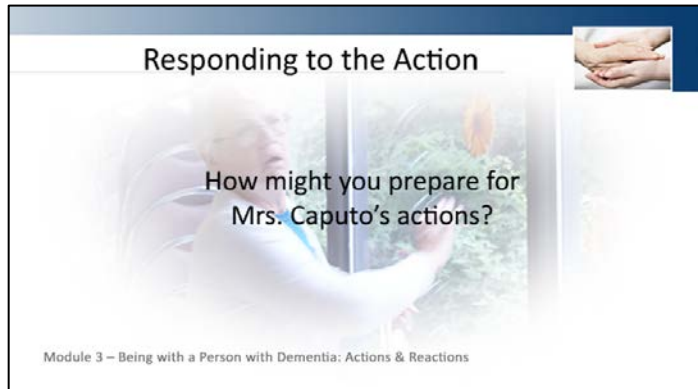 Responding to the Action
How might you prepare for
Mrs. Caputo's actions?
Module 3 – Being with a Person with Dementia: Actions & Reactions